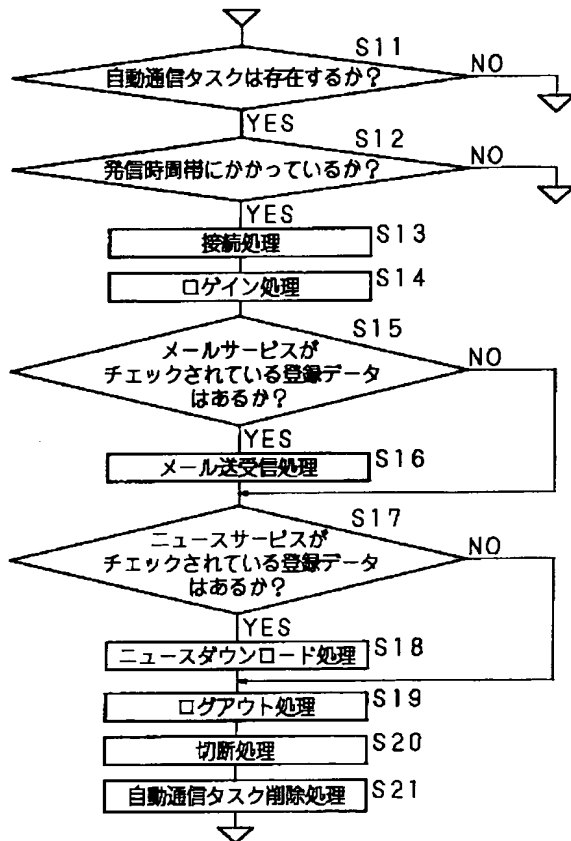 S11
自動通信タスクは存在するか？
NO
YES
S12
発信時間帯にかかっているか？
NO
YES
接続処理
S13
ログイン処理
S14
S15
メールサービスが
チェックされている登録データ
はあるか？
NO
YES
メール送受信処理
S16
S17
ニュースサービスが
チェックされている登録データ
はあるか？
NO
YES
ニュースダウンロード処理
S18
ログアウト処理
S19
切断処理
S20
自動通信タスク削除処理
S21